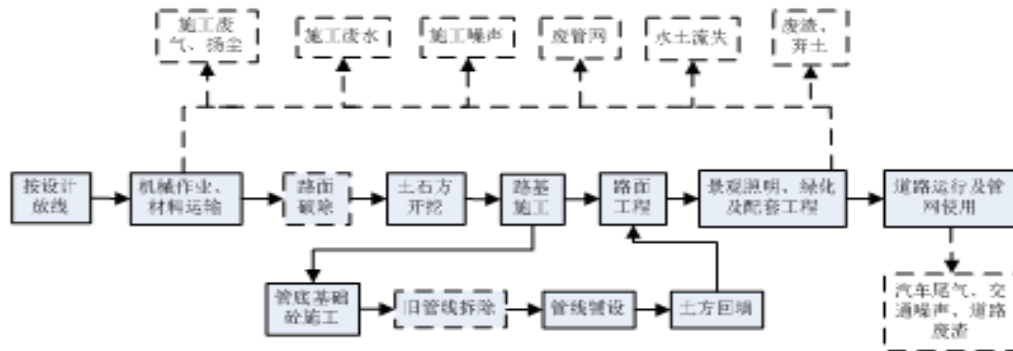 施工废
气、扬尘
施工废水
施工噪声
废管网
水土流失
废渣、
弃土
按设计
放线
机械作业、
材料运输
路面
破除
土石方
开挖
路基
施工
路面
工程
景观照明、绿化
及配套工程
道路运行及管
网使用
管底基础
砼施工
旧管线拆除
管线铺设
土方回填
汽车尾气、交
通噪声、道路
废渣